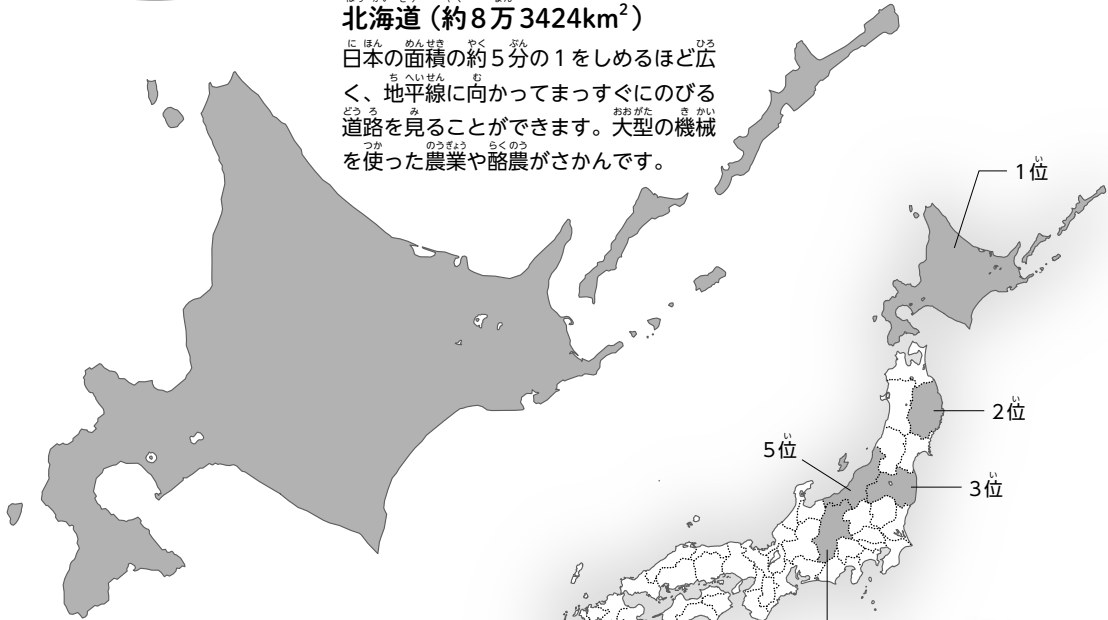 北海道（約８万3424km²）
日本の面積の約５分の１をしめるほど広
く、地平線に向かってまっすぐにのびる
道路を見ることができます。大型の機械
を使った農業や酪農がさかんです。
1位
2位
5位
3位